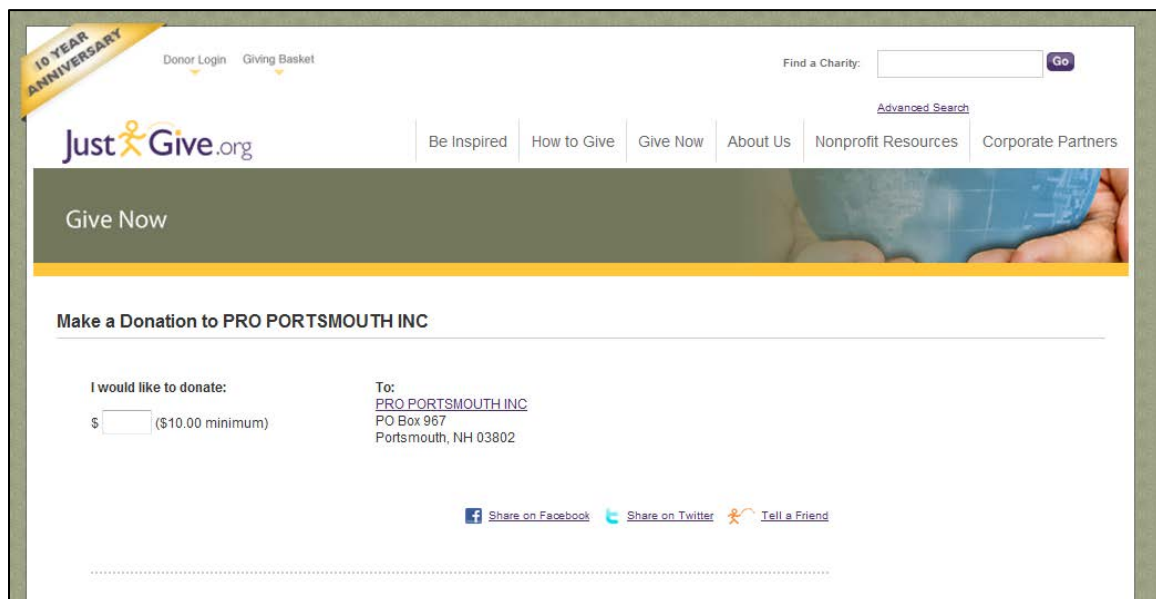 10 YEAR
ANNIVERSARY
Donor Login Giving Basket
Find a Charity: Go
Advanced Search
JustGive.org
Be Inspired How to Give Give Now About Us Nonprofit Resources Corporate Partners
Give Now
Make a Donation to PRO PORTSMOUTH INC
I would like to donate: To:
PRO PORTSMOUTH INC
$ ($10.00 minimum) PO Box 967
Portsmouth, NH 03802
Share on Facebook Share on Twitter Tell a Friend